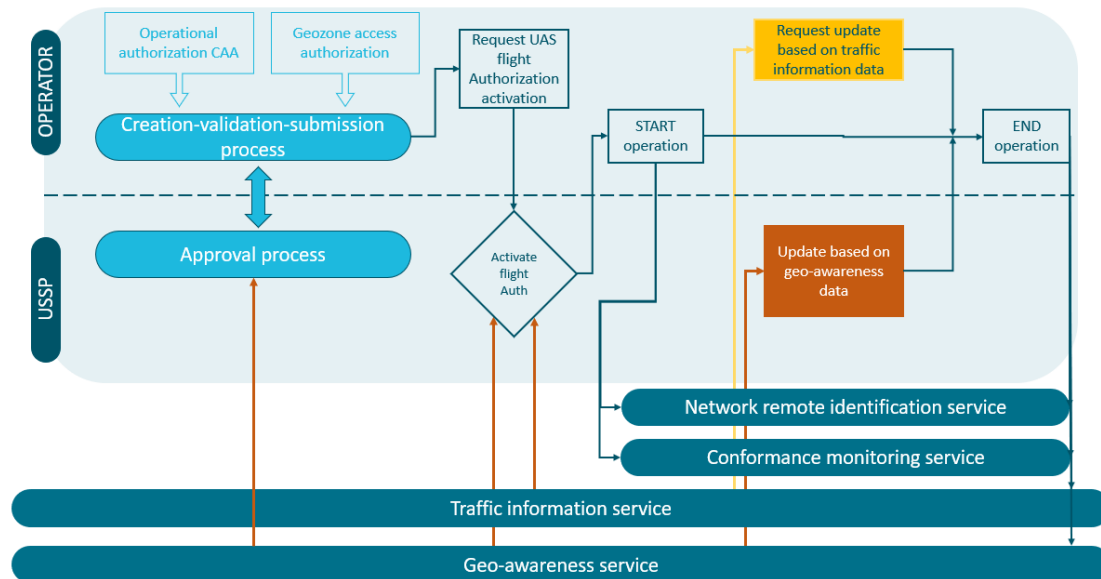 OPERATOR
Operational
authorization CAA
Geozone access
authorization
Creation-validation-submission
process
Request UAS
flight
Authorization
activation
START
operation
Request update
based on traffic
information data
END
operation
USSP
Approval process
Activate
flight
Auth
Update based on
geo-awareness
data
Network remote identification service
Conformance monitoring service
Traffic information service
Geo-awareness service